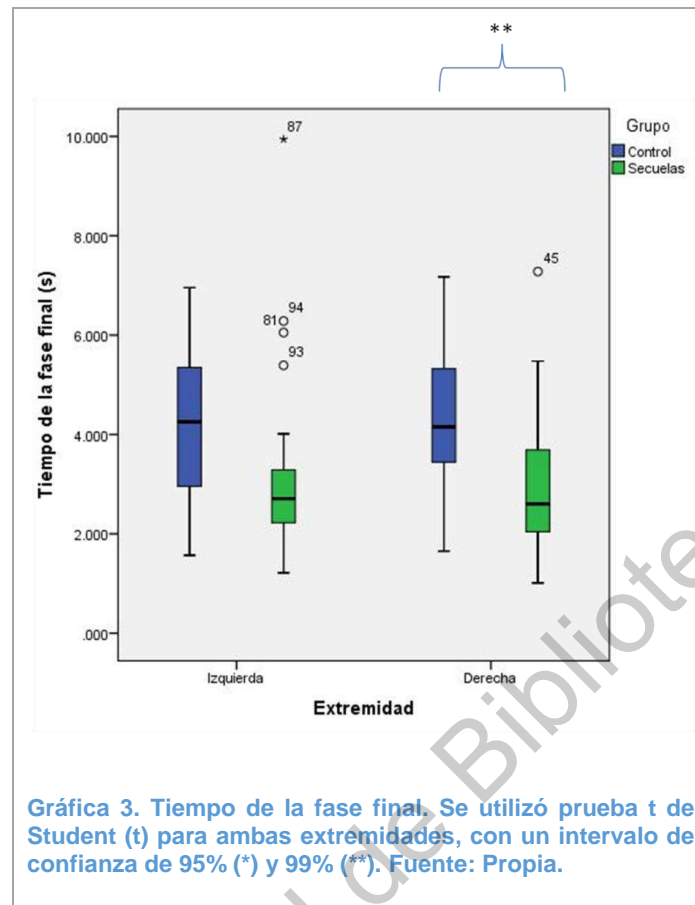 **
Grupo
Control
Secuelas
10.000
8.000
6.000
4.000
2.000
.000
Tiempo de la fase final (s)
87
94
81
93
45
Izquierda
Derecha
Extremidad
Gráfica 3. Tiempo de la fase final. Se utilizó prueba t de
Student (t) para ambas extremidades, con un intervalo de
confianza de 95% (*) y 99% (**). Fuente: Propia.
de Bibliote